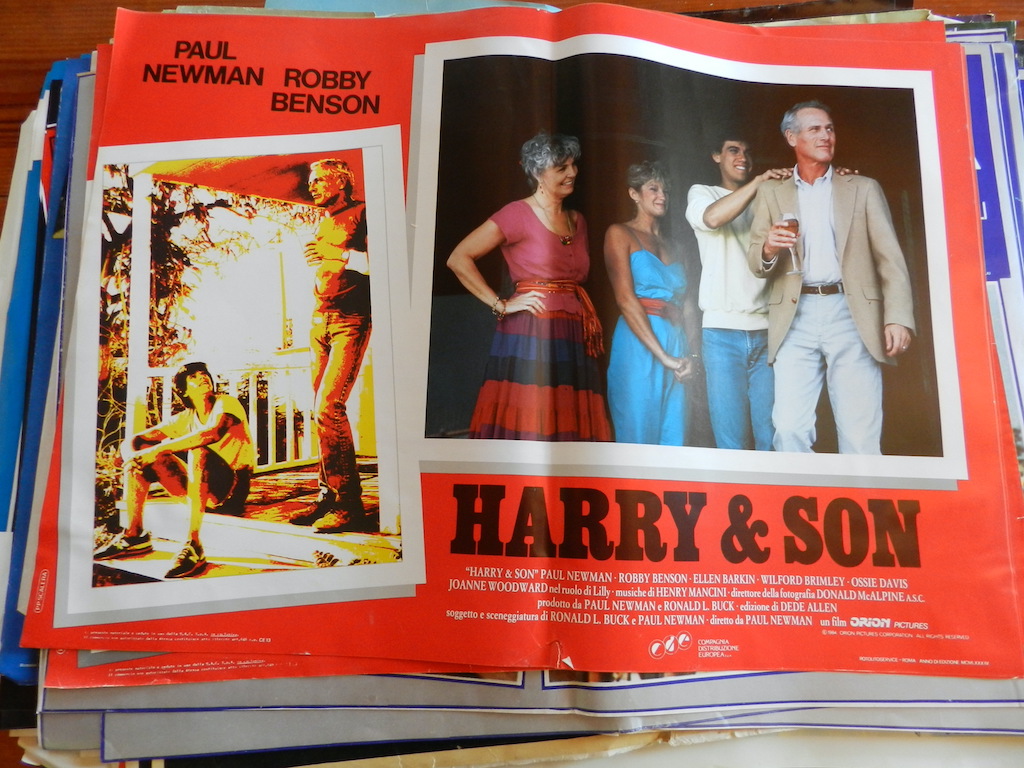 PAUL
NEWMAN
ROBBY
BENSON
HARRY & SON
"HARRY & SON" PAUL NEWMAN · ROBBY BENSON · ELLEN BARKIN · WILFORD BRIMLEY · OSSIE DAVIS
JOANNE WOODWARD nel ruolo di Lilly · musiche di HENRY MANCINI · direttore della fotografia DONALD McALPINE A.S.C.
prodotto da PAUL NEWMAN e RONALD L. BUCK · edizione di DEDE ALLEN
soggetto e sceneggiatura di RONALD L. BUCK e PAUL NEWMAN · diretto da PAUL NEWMAN un film ORION PICTURES
© 1984 ORION PICTURES CORPORATION. ALL RIGHTS RESERVED
COMPAGNIA
DISTRIBUZIONE
EUROPEA